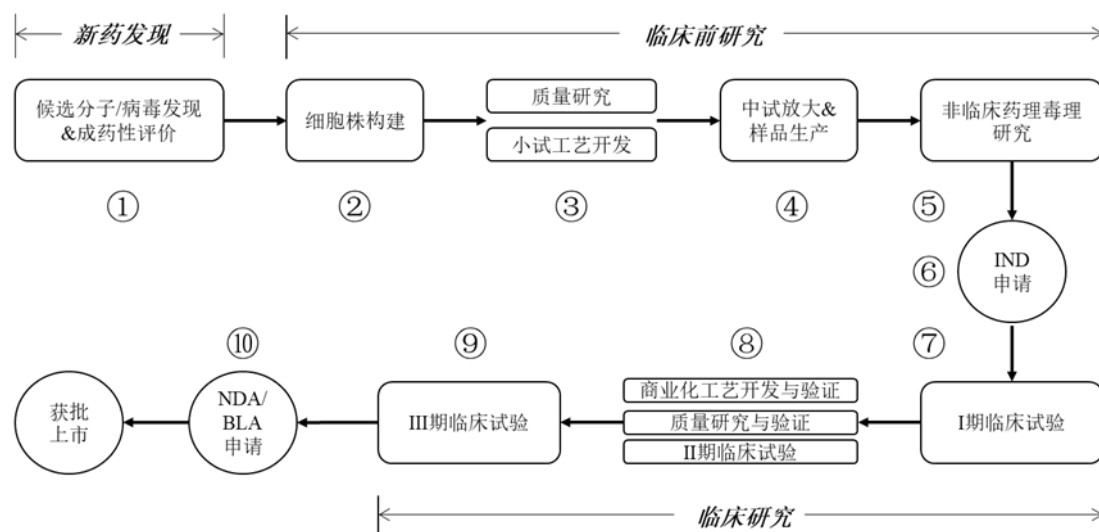 新药发现
临床前研究
候选分子/病毒发现
&成药性评价
细胞株构建
质量研究
小试工艺开发
中试放大&
样品生产
非临床药理毒理
研究
①
②
③
④
⑤
⑥
IND
申请
⑦
⑧
⑨
⑩
获批
上市
NDA/
BLA
申请
III期临床试验
商业化工艺开发与验证
质量研究与验证
II期临床试验
I期临床试验
临床研究